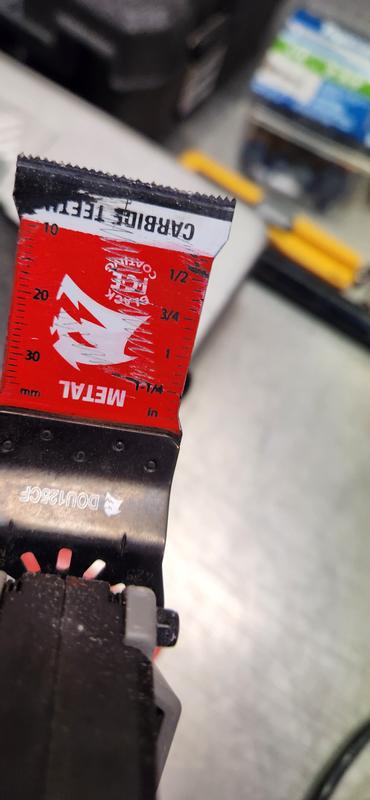 CARBIDE TEETH
10
20
30
mm
1/2
3/4
1
1-1/4
in
BLACK
ICE
COATING
METAL
DOU125CF